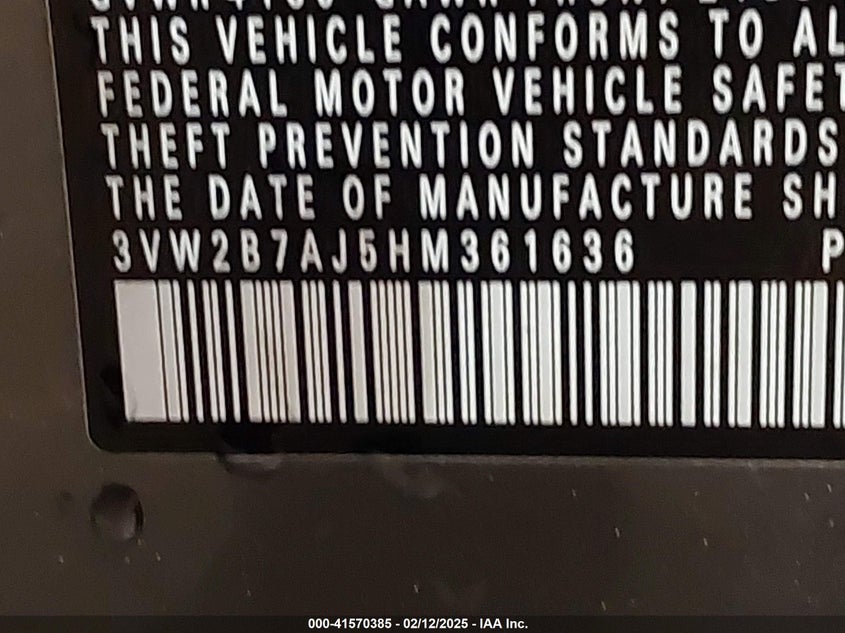 THIS VEHICLE CONFORMS TO AL
FEDERAL MOTOR VEHICLE SAFET
THEFT PREVENTION STANDARDS
THE DATE OF MANUFACTURE SH
3VW2B7AJ5HM361636 P
000-41570385 - 02/12/2025 - IAA Inc.